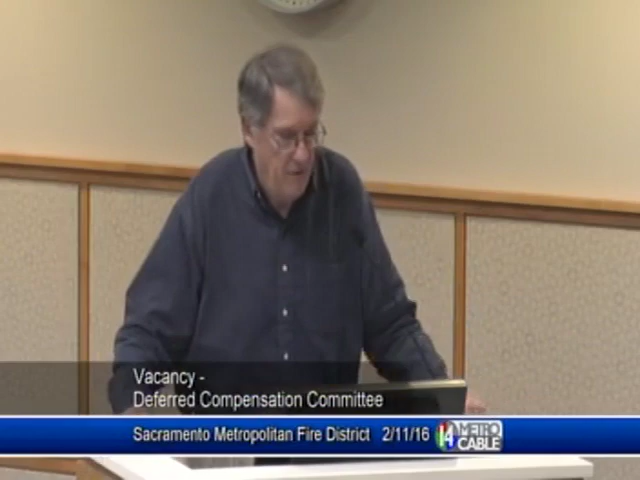 Vacancy -
Deferred Compensation Committee
Sacramento Metropolitan Fire District 2/11/16 14 METRO CABLE